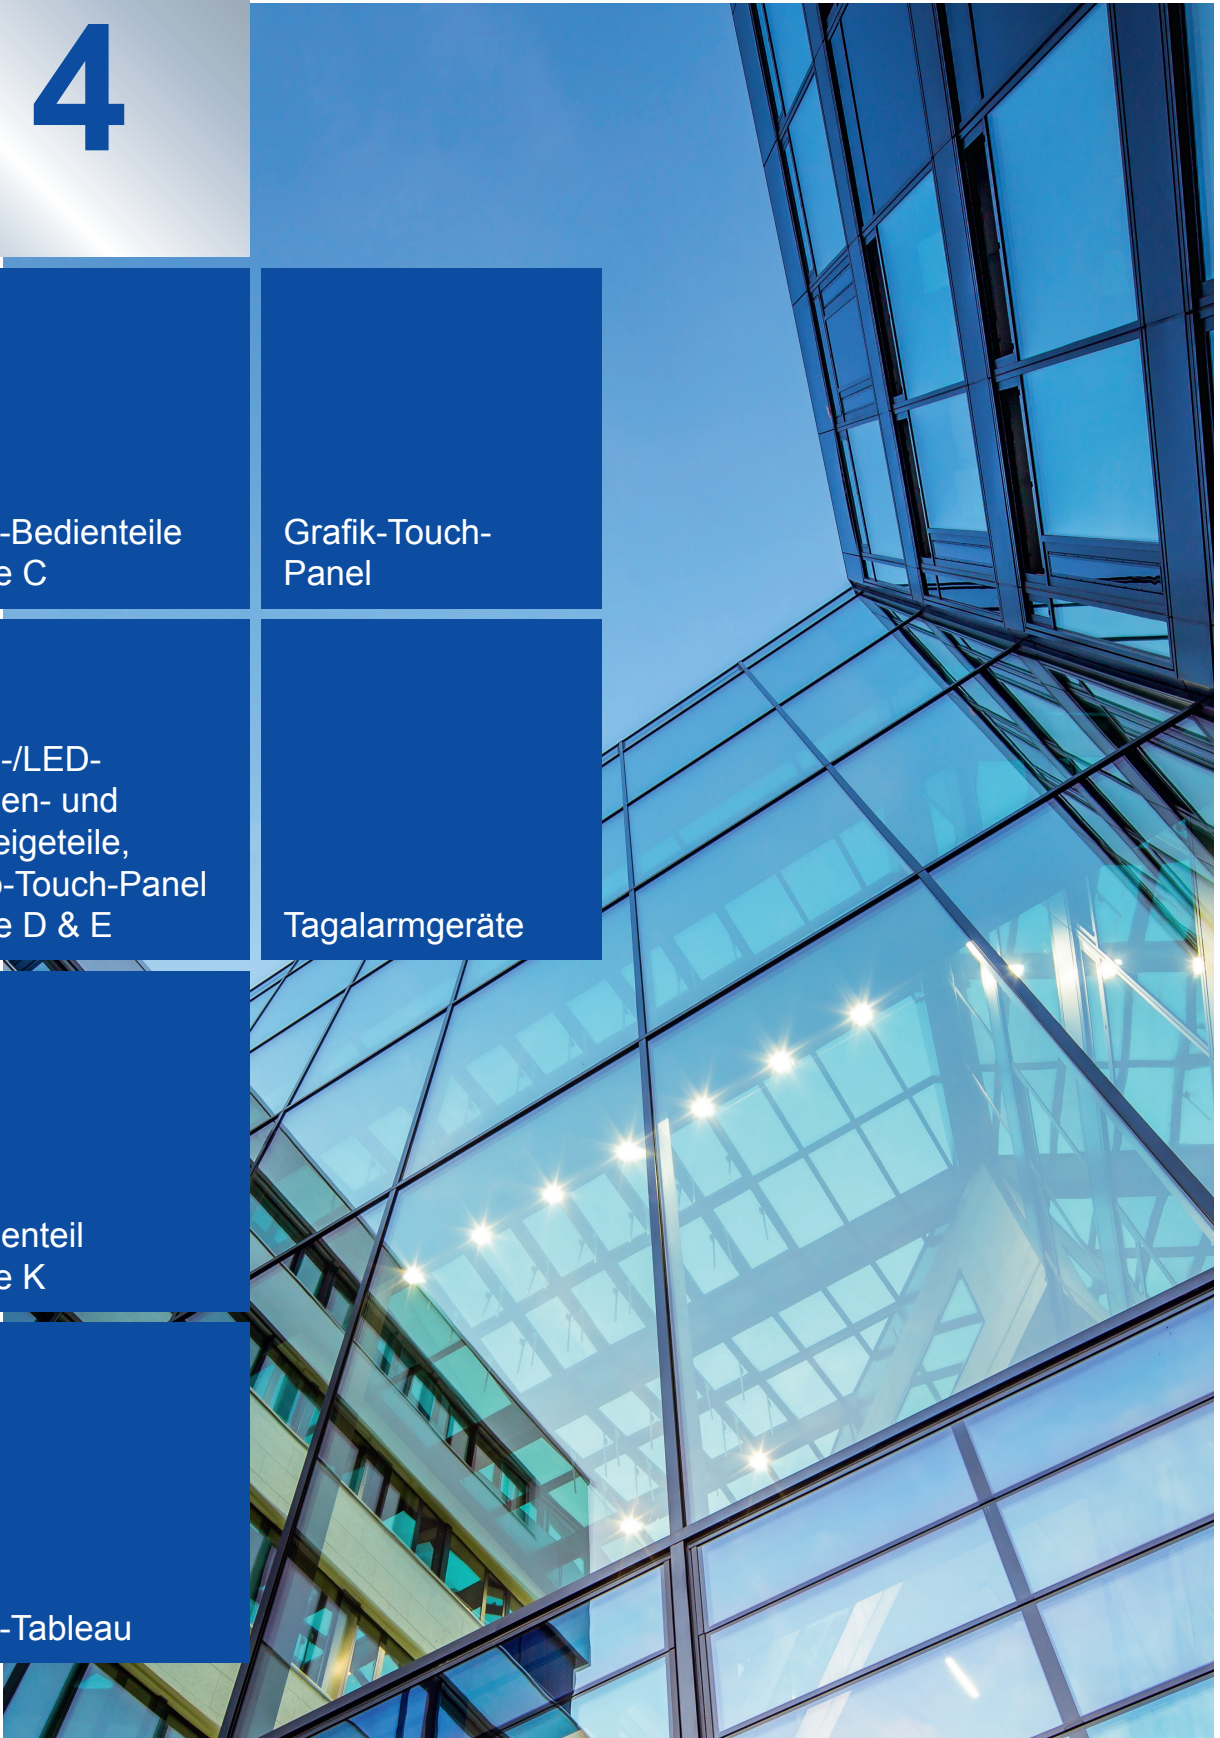 4
-Bedienteile
e C
Grafik-Touch-
Panel
-/LED-
en- und
eigeteile,
-Touch-Panel
e D & E
Tagalarmgeräte
enteil
e K
-Tableau